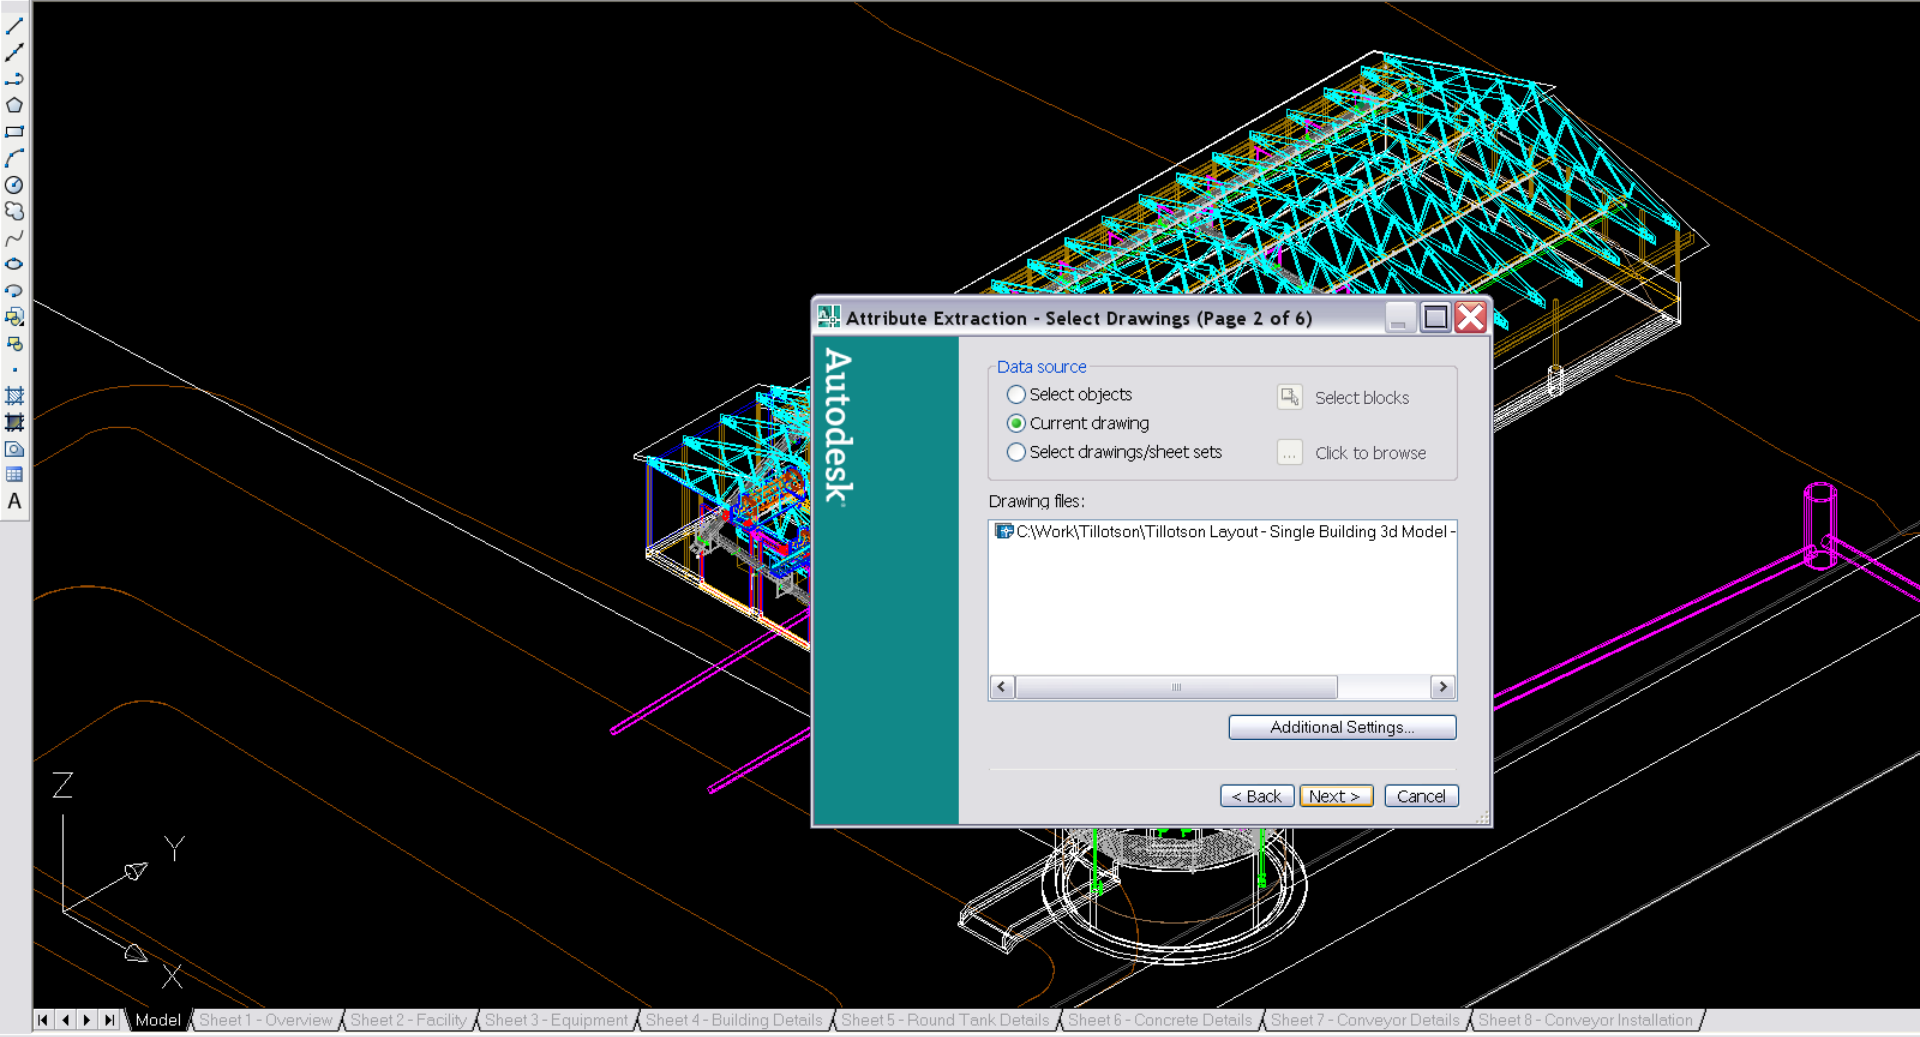 Attribute Extraction - Select Drawings (Page 2 of 6)
Autodesk
Data source
Select objects
Select blocks
Current drawing
Select drawings/sheet sets
... Click to browse
Drawing files:
C:\Work\Tillotson\Tillotson Layout - Single Building 3d Model -
Additional Settings...
< Back Next > Cancel
A
Z
Y
X
Model Sheet 1 - Overview Sheet 2 - Facility Sheet 3 - Equipment Sheet 4 - Building Details Sheet 5 - Round Tank Details Sheet 6 - Concrete Details Sheet 7 - Conveyor Details Sheet 8 - Conveyor Installation